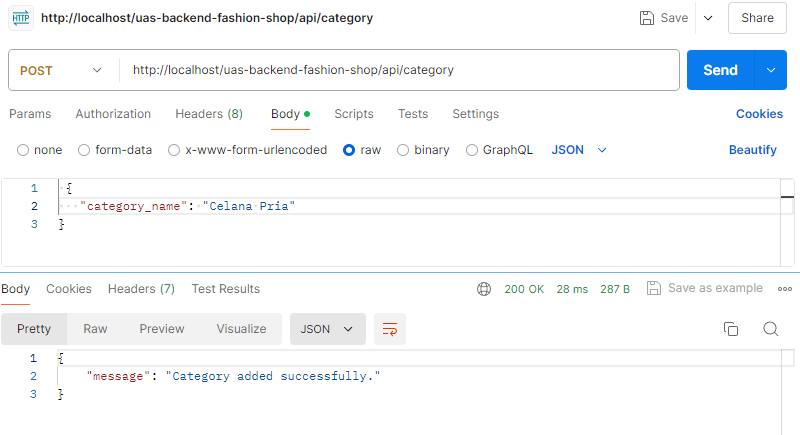 HTTP http://localhost/uas-backend-fashion-shop/api/category Save Share
POST http://localhost/uas-backend-fashion-shop/api/category Send
Params Authorization Headers (8) Body Scripts Tests Settings Cookies
none form-data x-www-form-urlencoded raw binary GraphQL JSON Beautify
1 {
2 "category_name": "Celana Pria"
3 }
Body Cookies Headers (7) Test Results 200 OK 28 ms 287 B Save as example
Pretty Raw Preview Visualize JSON
1 {
2 "message": "Category added successfully."
3 }